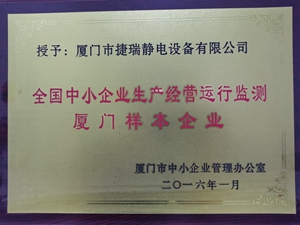 授予：厦门市捷瑞静电设备有限公司
全国中小企业生产经营运行监测
厦门样本企业
厦门市中小企业管理办公室
二〇一六年一月